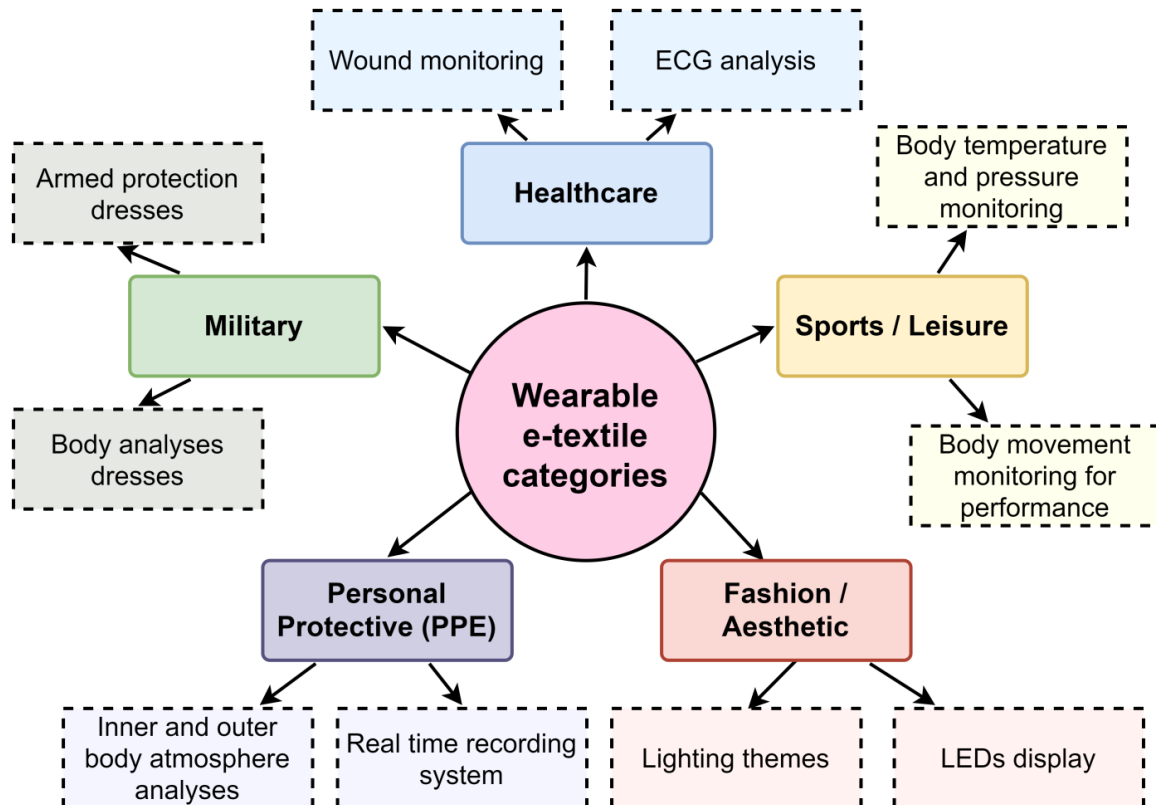 Wound monitoring
ECG analysis
Armed protection
dresses
Healthcare
Body temperature
and pressure
monitoring
Military
Sports / Leisure
Wearable
e-textile
categories
Body analyses
dresses
Body movement
monitoring for
performance
Personal
Protective (PPE)
Fashion /
Aesthetic
Inner and outer
body atmosphere
analyses
Real time recording
system
Lighting themes
LEDs display